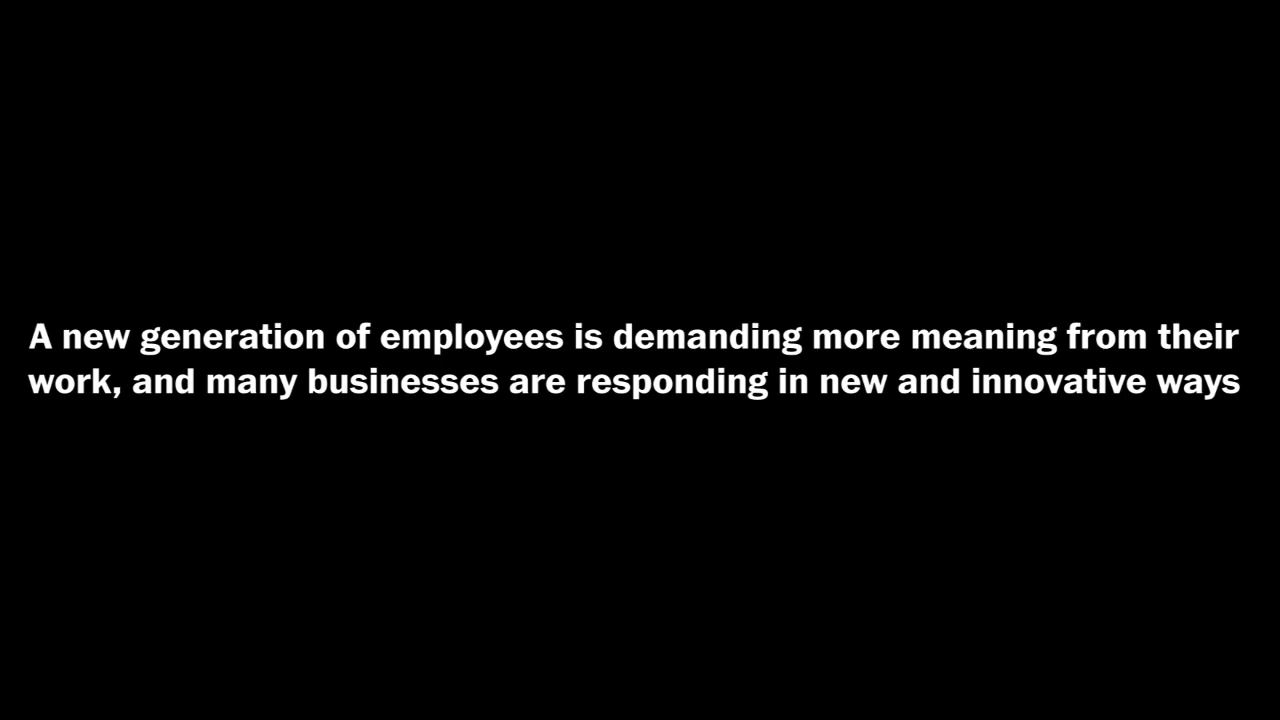 A new generation of employees is demanding more meaning from their
work, and many businesses are responding in new and innovative ways